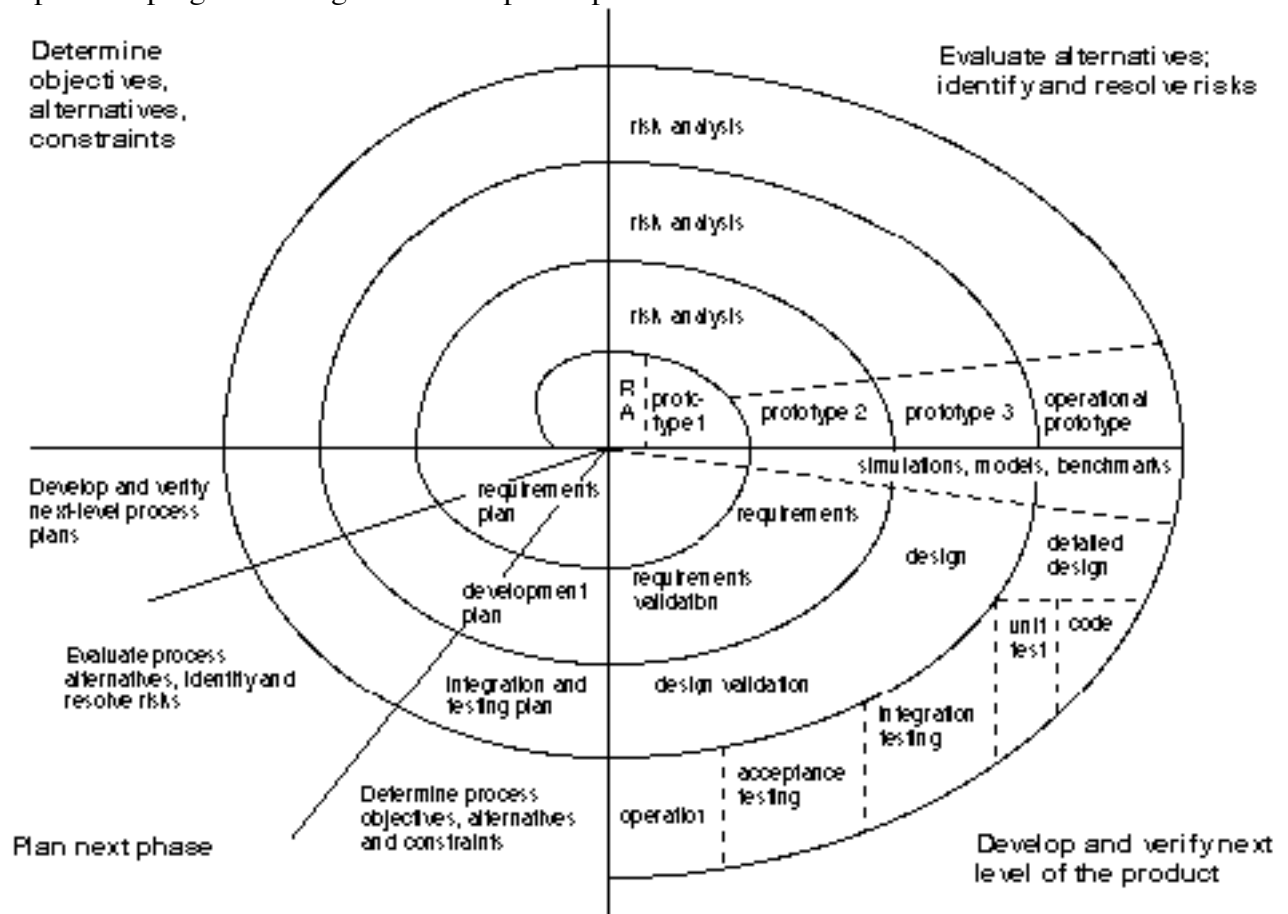 Determine
objectives,
alternatives,
constraints
Evaluate alternatives;
identify and resolve risks
risk analysis
risk analysis
risk analysis
R
A
proto-
type 1
prototype 2
prototype 3
operational
prototype
simulations, models, benchmarks
Develop and verify
next-level process
plans
requirements
plan
requirements
design
detailed
design
development
plan
requirements
validation
unit
test
code
Evaluate process
alternatives, identify and
resolve risks
integration and
testing plan
design validation
integration
testing
acceptance
testing
operation
Determine process
objectives, alternatives
and constraints
Plan next phase
Develop and verify next
level of the product